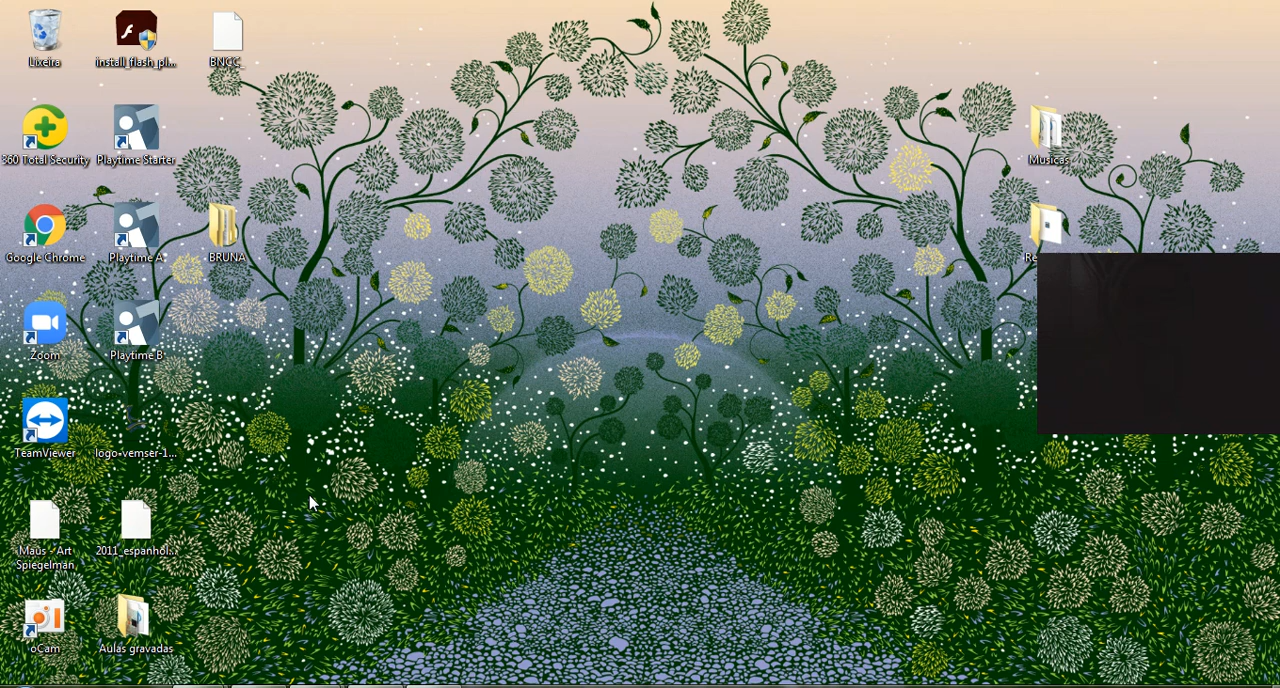 Lixeira
install_flash_pl...
BNCC
360 Total Security
Playtime Starter
Musicas
Google Chrome
Playtime A
BRUNA
Re
Zoom
Playtime B
TeamViewer
logo-vemser-1...
Maus - Art
Spiegelman
2011_espanhol...
oCam
Aulas gravadas